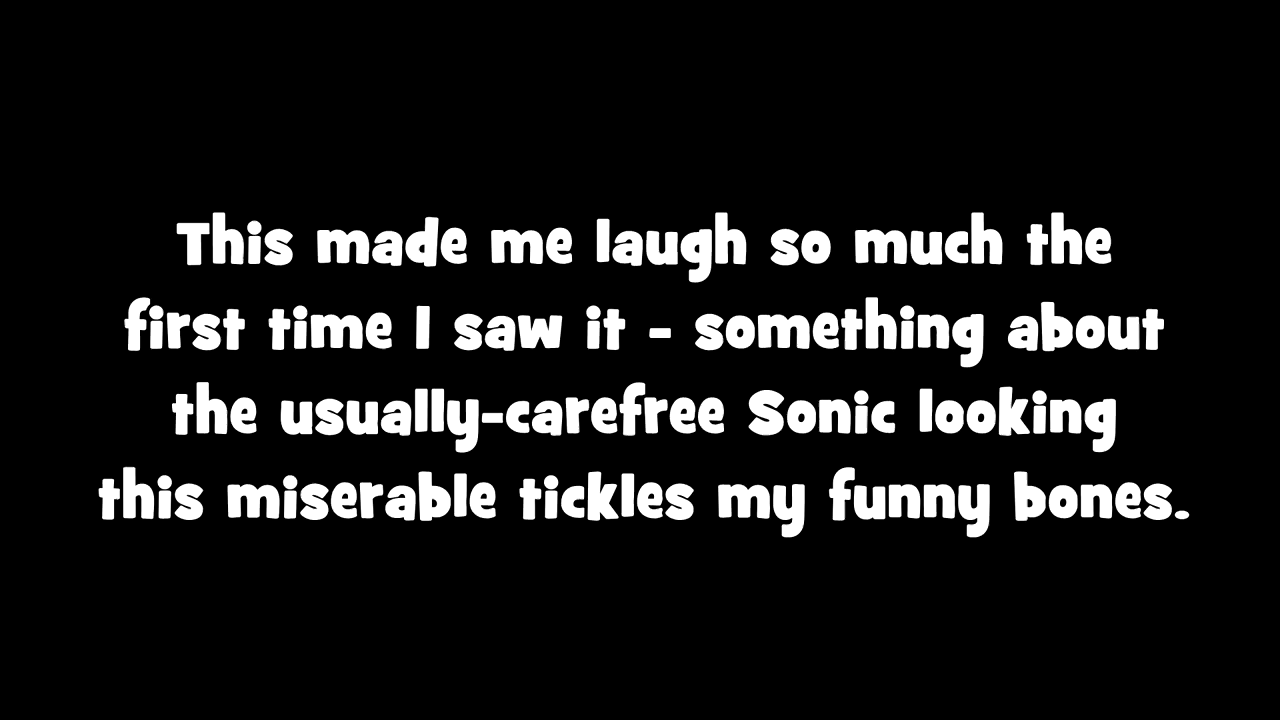 This made me laugh so much the
first time I saw it - something about
the usually-carefree Sonic looking
this miserable tickles my funny bones.